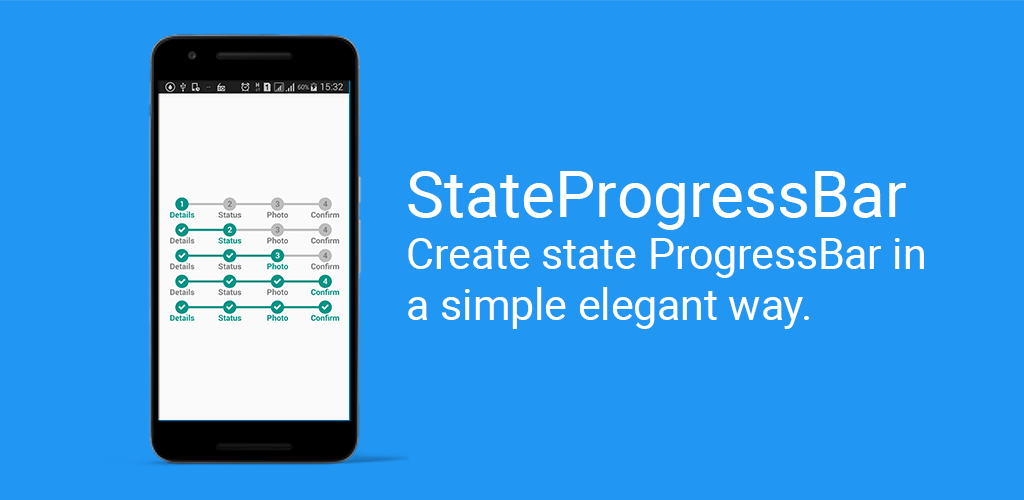 60% 15:32
1 2 3 4
Details Status Photo Confirm
2 3 4
Details Status Photo Confirm
3 4
Details Status Photo Confirm
4
Details Status Photo Confirm
Details Status Photo Confirm
StateProgressBar
Create state ProgressBar in
a simple elegant way.